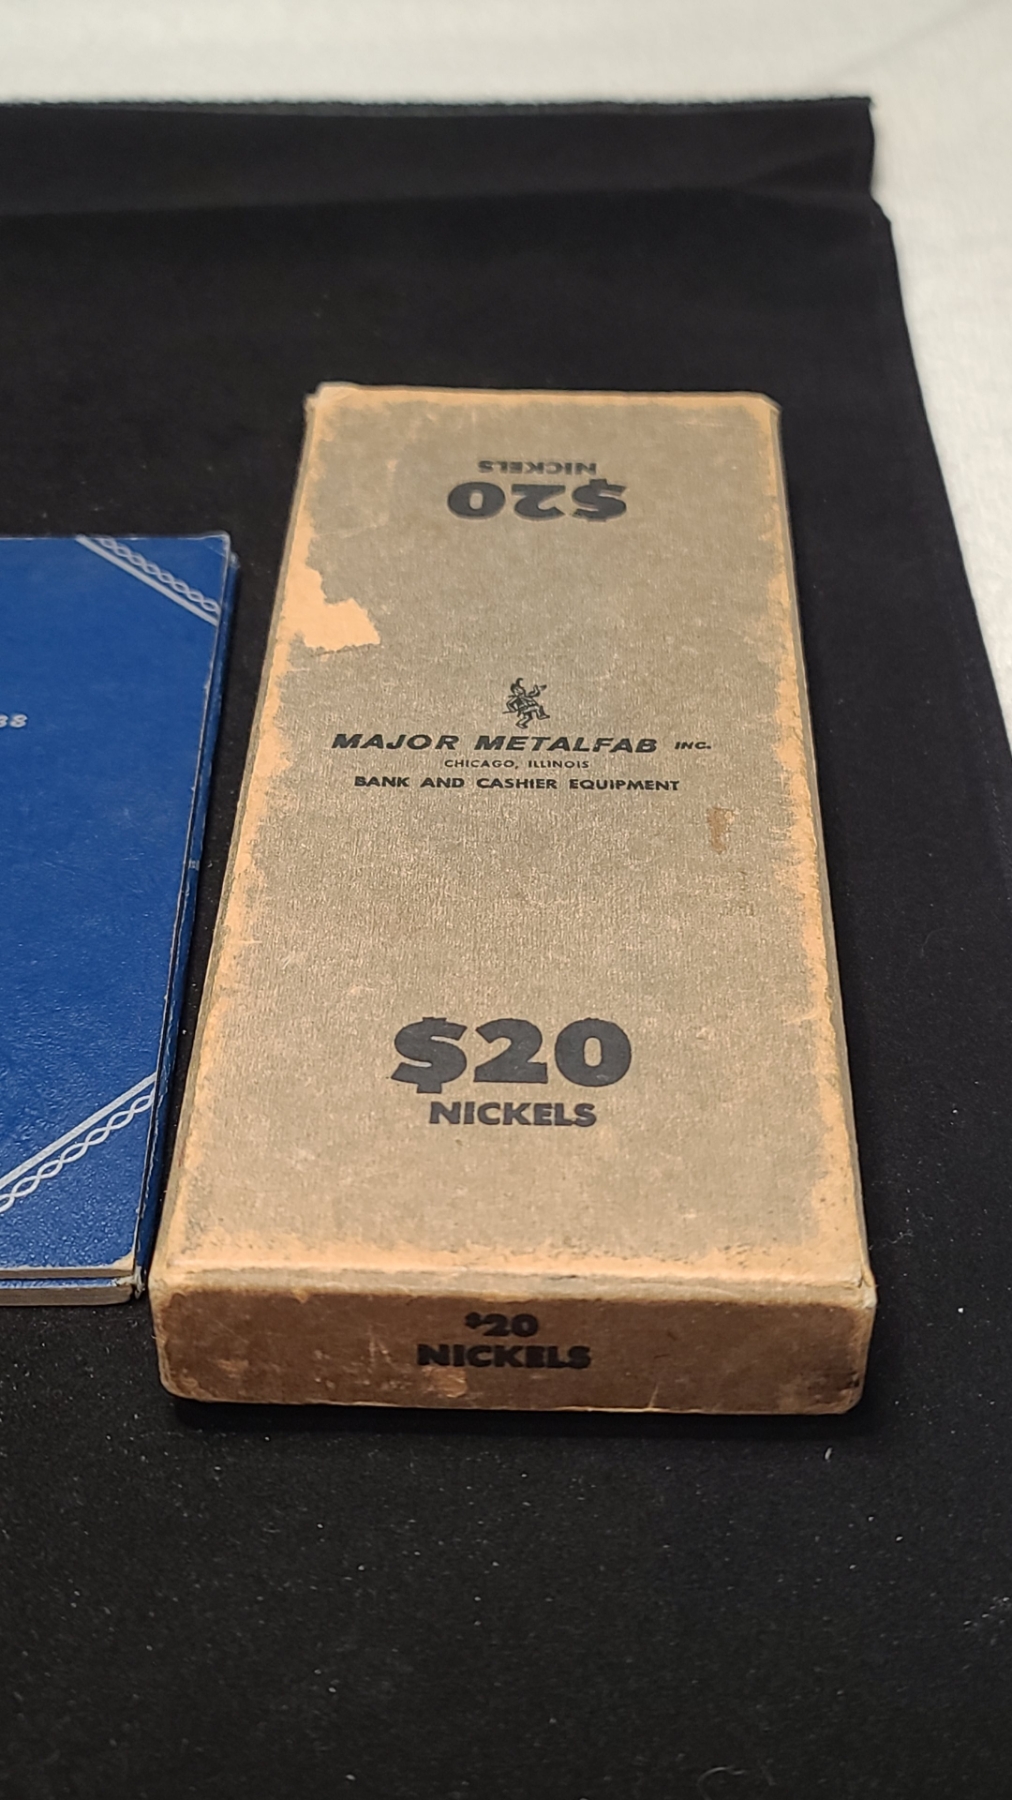 NICKELS
$20
MAJOR METALFAB INC.
CHICAGO, ILLINOIS
BANK AND CASHIER EQUIPMENT
$20
NICKELS
$20
NICKELS